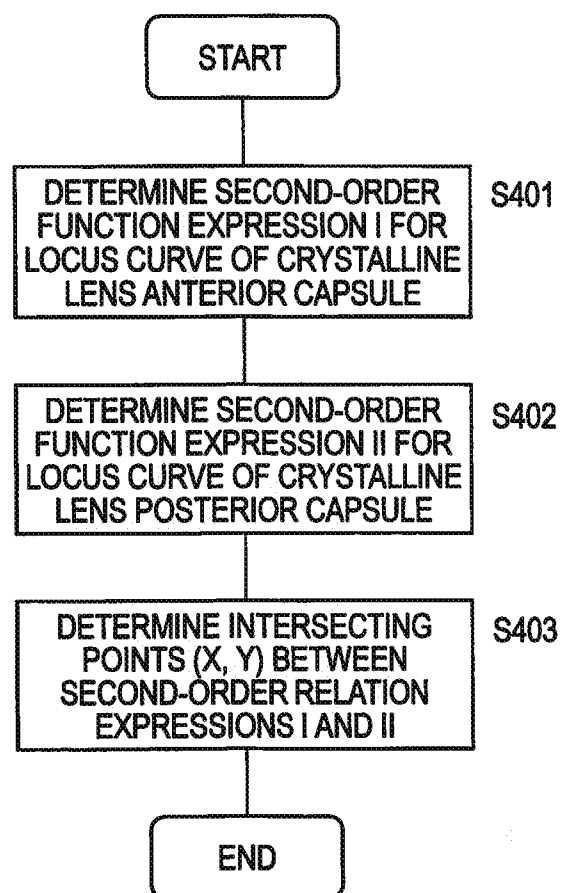 START
DETERMINE SECOND-ORDER
FUNCTION EXPRESSION I FOR
LOCUS CURVE OF CRYSTALLINE
LENS ANTERIOR CAPSULE
S401
DETERMINE SECOND-ORDER
FUNCTION EXPRESSION II FOR
LOCUS CURVE OF CRYSTALLINE
LENS POSTERIOR CAPSULE
S402
DETERMINE INTERSECTING
POINTS (X, Y) BETWEEN
SECOND-ORDER RELATION
EXPRESSIONS I AND II
S403
END